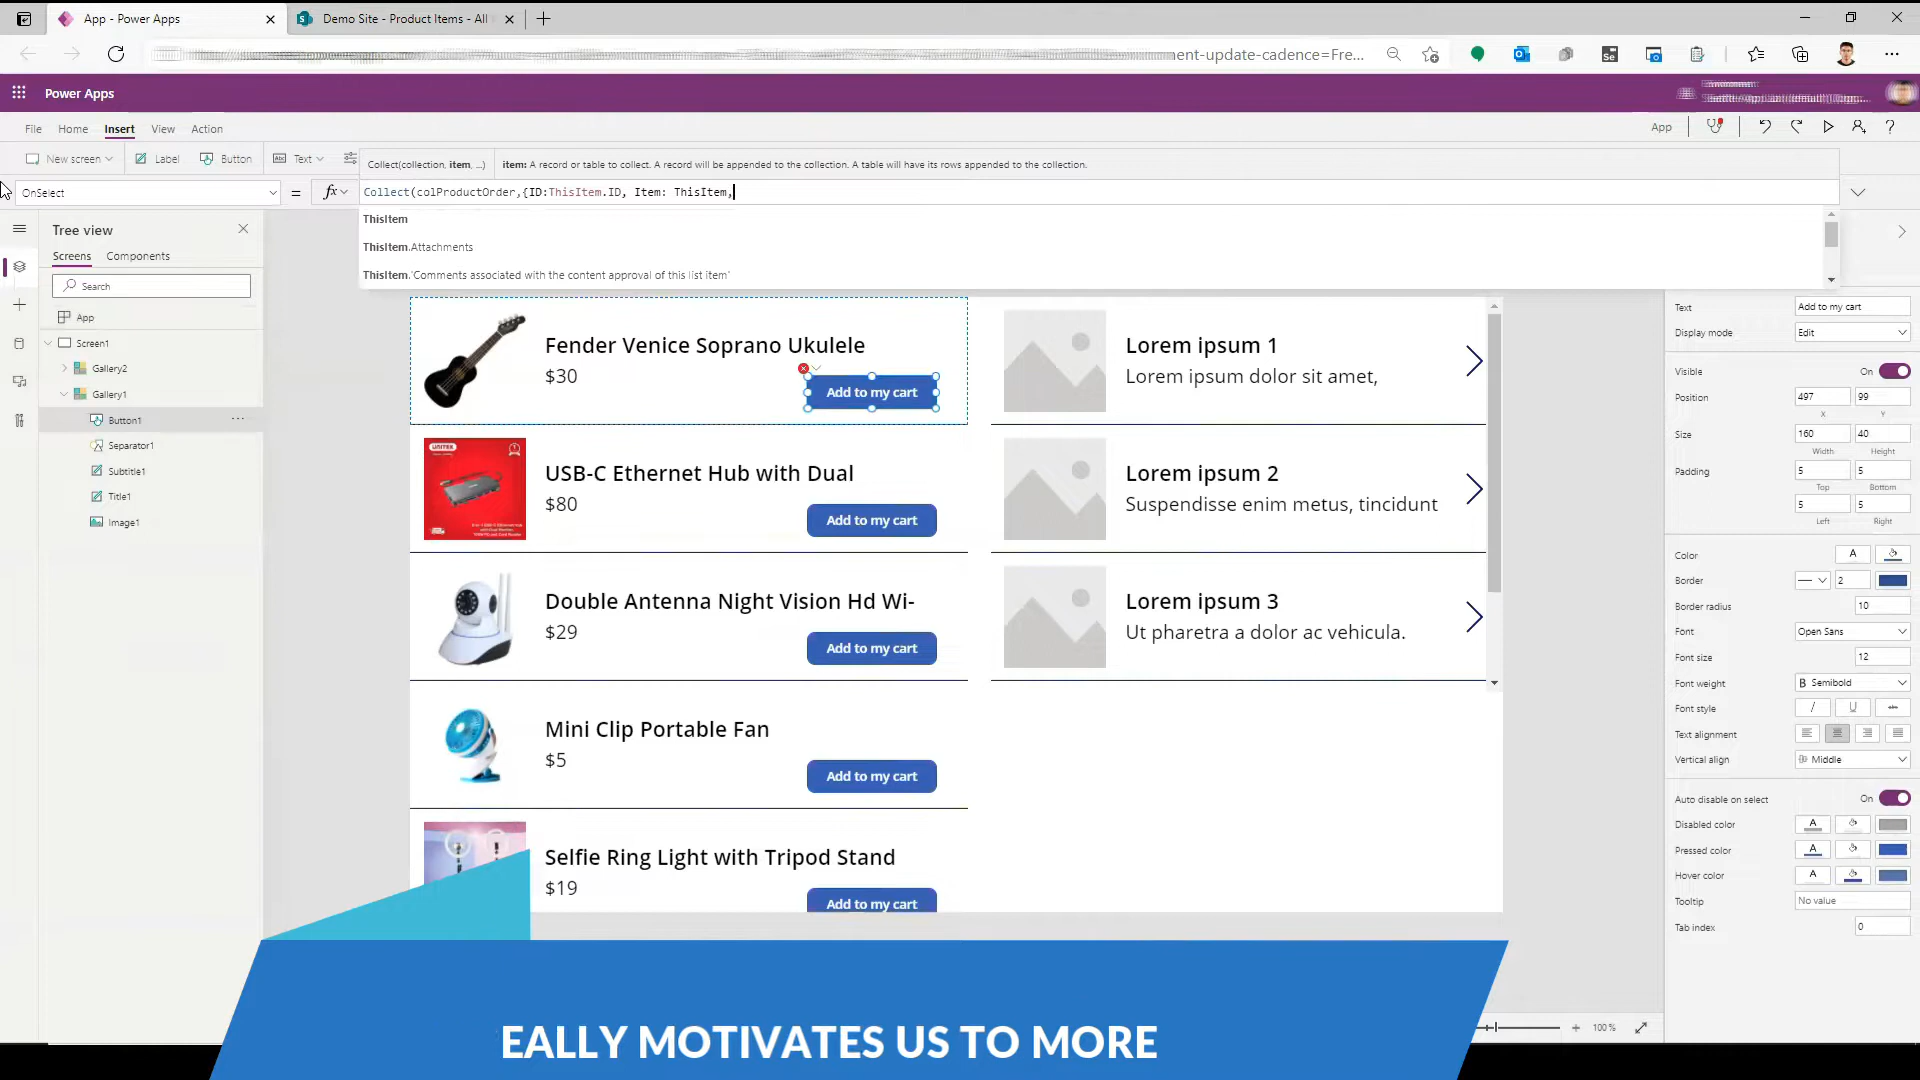 App - Power Apps
Demo Site - Product Items - All
nent-update-cadence=Fre...
Power Apps
File Home Insert View Action
App
New screen Label Button Text
Collect(collection, item, ...) item: A record or table to collect. A record will be appended to the collection. A table will have its rows appended to the collection.
OnSelect = fx Collect(colProductOrder,{ID:ThisItem.ID, Item: ThisItem,
ThisItem
ThisItem.Attachments
ThisItem.'Comments associated with the content approval of this list item'
Tree view
Screens Components
Search
App
Screen1
Gallery2
Gallery1
Button1
Separator1
Subtitle1
Title1
Image1
Fender Venice Soprano Ukulele
$30
Add to my cart
USB-C Ethernet Hub with Dual
$80
Add to my cart
UNITEK
Double Antenna Night Vision Hd Wi-
$29
Add to my cart
Mini Clip Portable Fan
$5
Add to my cart
Selfie Ring Light with Tripod Stand
$19
Add to my cart
Lorem ipsum 1
Lorem ipsum dolor sit amet,
Lorem ipsum 2
Suspendisse enim metus, tincidunt
Lorem ipsum 3
Ut pharetra a dolor ac vehicula.
Text Add to my cart
Display mode Edit
Visible On
Position 497 99
X Y
Size 160 40
Width Height
Padding 5 5
Top Bottom
5 5
Left Right
Color A
Border 2
Border radius 10
Font Open Sans
Font size 12
Font weight B Semibold
Font style / U
Text alignment
Vertical align Middle
Auto disable on select On
Disabled color A
Pressed color A
Hover color A
Tooltip No value
Tab index 0
100 %
EALLY MOTIVATES US TO MORE